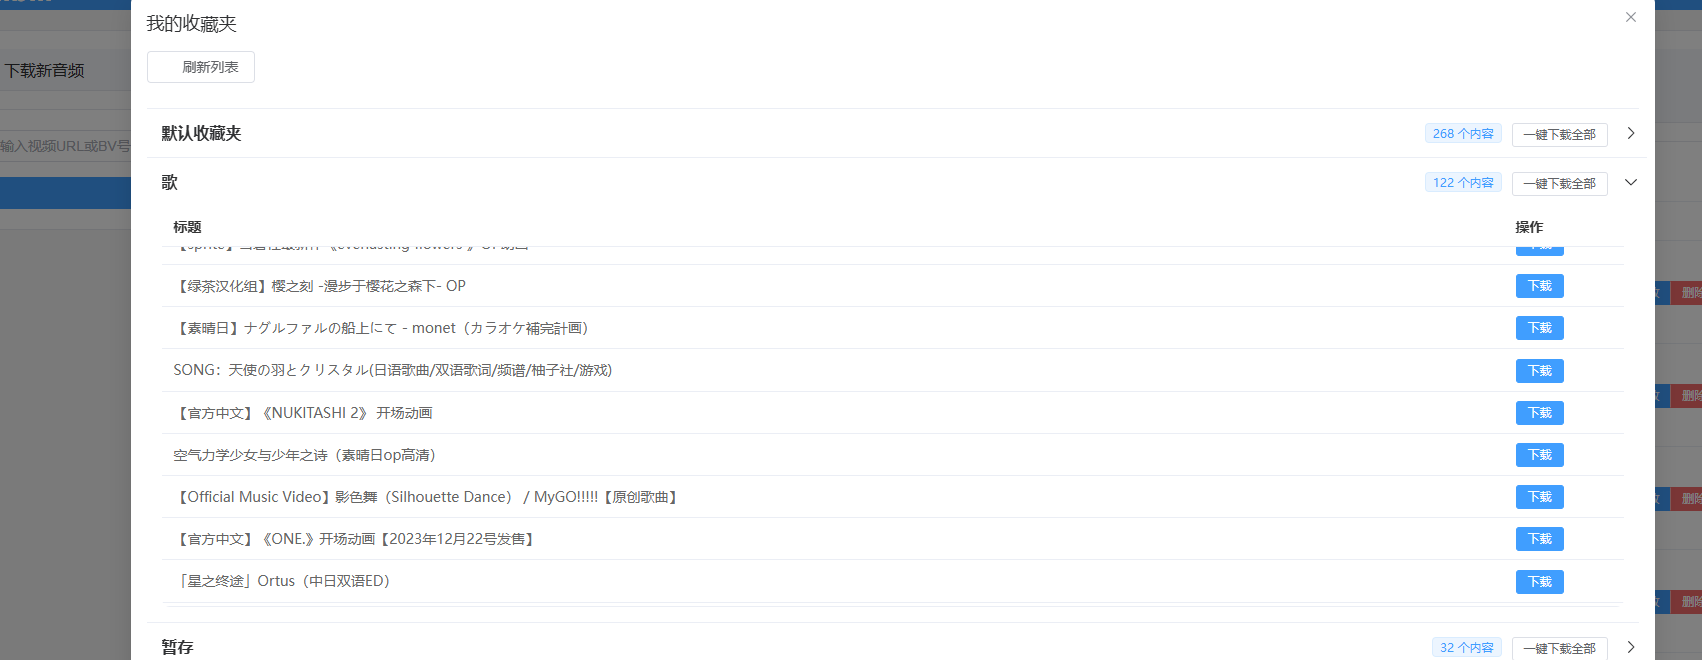 我的收藏夹
刷新列表
下载新音频
输入视频URL或BV号
默认收藏夹 268 个内容 一键下载全部
歌 122 个内容 一键下载全部
标题 操作
【绿茶汉化组】樱之刻 -漫步于樱花之森下- OP 下载
删除
【素晴日】ナグルファルの船上にて - monet（カラオケ補完計画） 下载
SONG：天使の羽とクリスタル(日语歌曲/双语歌词/频谱/柚子社/游戏) 下载
删除
【官方中文】《NUKITASHI 2》 开场动画 下载
空气力学少女与少年之诗（素晴日op高清） 下载
【Official Music Video】影色舞（Silhouette Dance） / MyGO!!!!!【原创歌曲】 下载
删除
【官方中文】《ONE.》开场动画【2023年12月22号发售】 下载
「星之终途」Ortus（中日双语ED） 下载
删除
暂存 32 个内容 一键下载全部